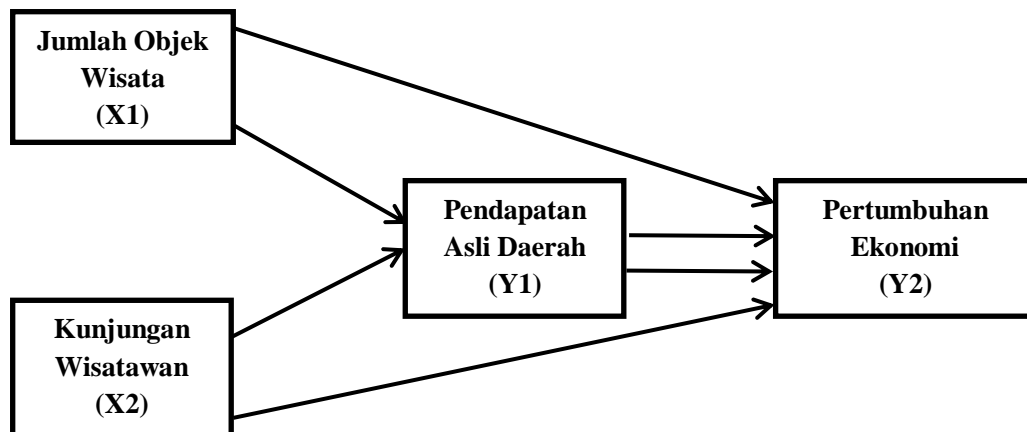 Jumlah Objek
Wisata
(X1)
Pendapatan
Asli Daerah
(Y1)
Pertumbuhan
Ekonomi
(Y2)
Kunjungan
Wisatawan
(X2)